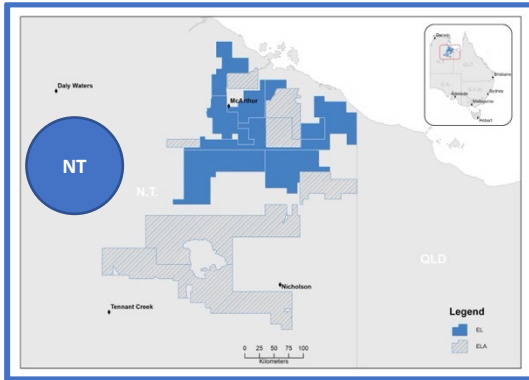 Darwin
Brisbane
Sydney
Adelaide
Melbourne
Hobart
Daly Waters
McArthur
NT
N.T.
QLD
Nicholson
Tennant Creek
Legend
EL
ELA
0 25 50 75 100
Kilometers